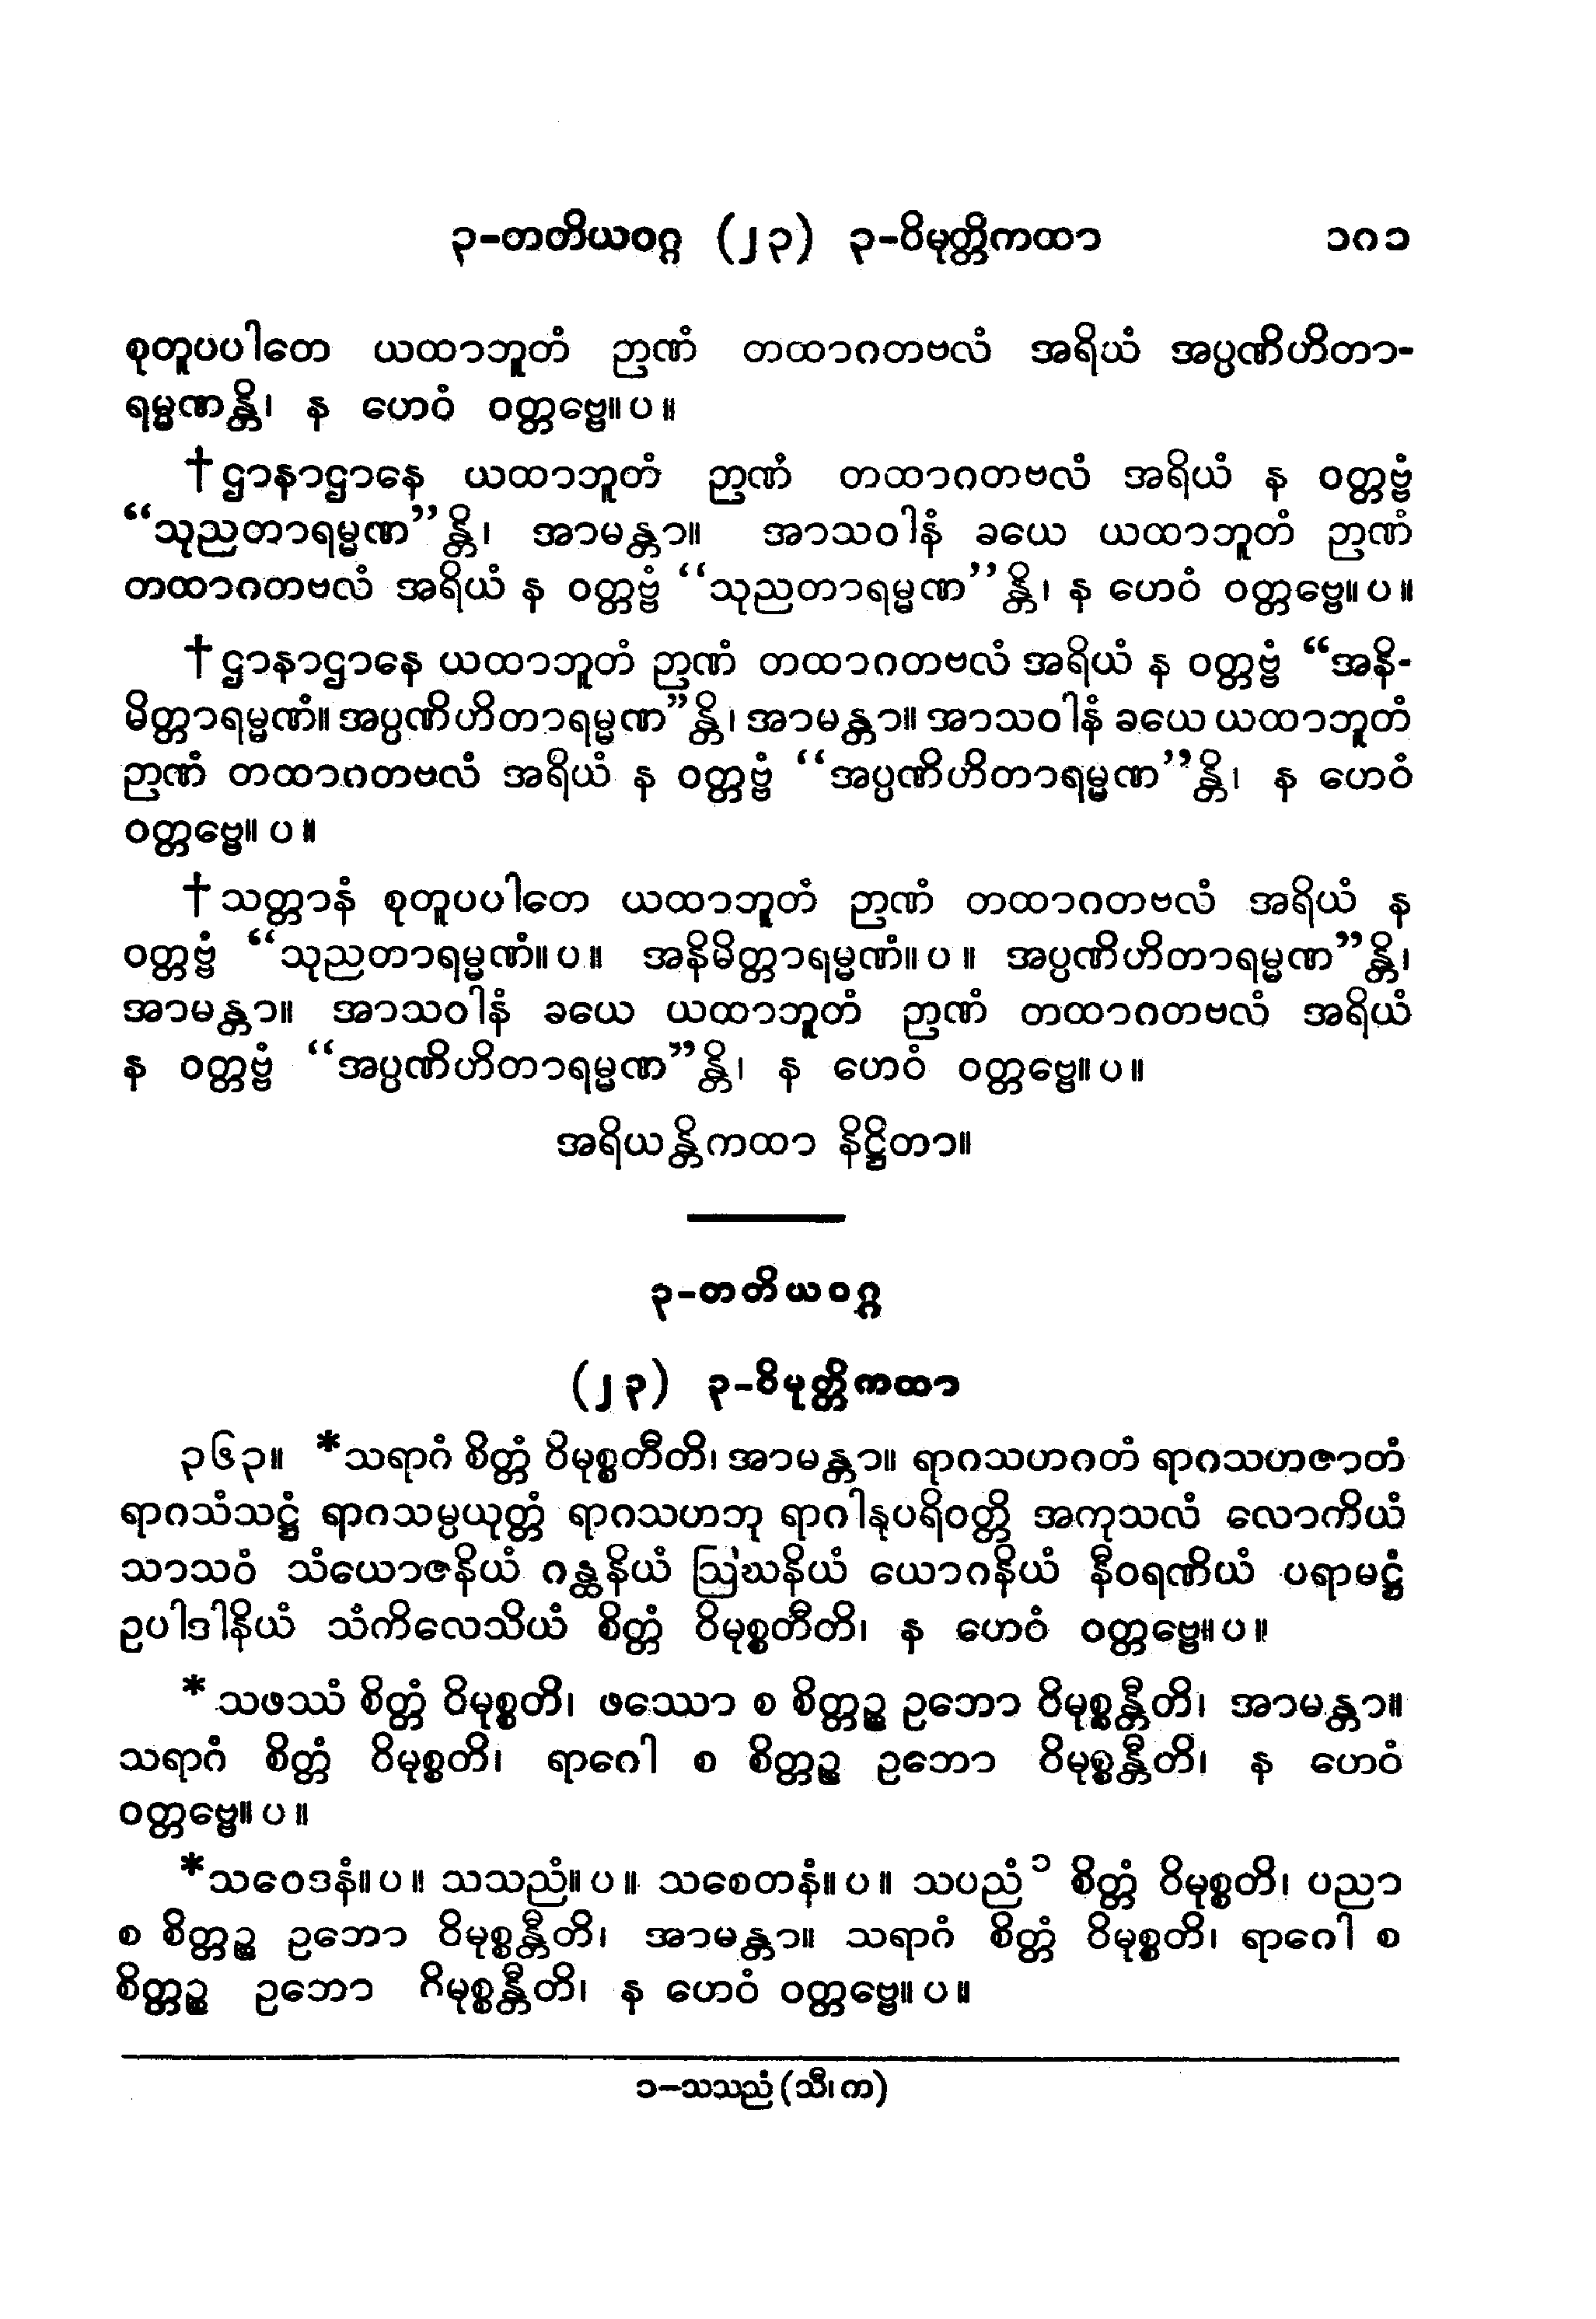 ၃-တတိယဝဂ္ဂ (၂၃) ၃-ဝိမုတ္တိကထာ ၁၈၁
စုတူပပါတေ ယထာဘူတံ ဉာဏံ တထာဂတဗလံ အရိယံ အပ္ပဏိဟိတာ-
ရမ္မဏန္တိ၊ န ဟေဝံ ဝတ္တဗ္ဗေ။ ပ ။
†ဌာနာဌာနေ ယထာဘူတံ ဉာဏံ တထာဂတဗလံ အရိယံ န ဝတ္တဗ္ဗံ
“သုညတာရမ္မဏ”န္တိ၊ အာမန္တာ။ အာသဝါနံ ခယေ ယထာဘူတံ ဉာဏံ
တထာဂတဗလံ အရိယံ န ဝတ္တဗ္ဗံ “သုညတာရမ္မဏ”န္တိ၊ န ဟေဝံ ဝတ္တဗ္ဗေ။ ပ ။
†ဌာနာဌာနေ ယထာဘူတံ ဉာဏံ တထာဂတဗလံ အရိယံ န ဝတ္တဗ္ဗံ “အနိ-
မိတ္တာရမ္မဏံ။ အပ္ပဏိဟိတာရမ္မဏ”န္တိ၊ အာမန္တာ။ အာသဝါနံ ခယေ ယထာဘူတံ
ဉာဏံ တထာဂတဗလံ အရိယံ န ဝတ္တဗ္ဗံ “အပ္ပဏိဟိတာရမ္မဏ”န္တိ၊ န ဟေဝံ
ဝတ္တဗ္ဗေ။ ပ ။
†သတ္တာနံ စုတူပပါတေ ယထာဘူတံ ဉာဏံ တထာဂတဗလံ အရိယံ န
ဝတ္တဗ္ဗံ “သုညတာရမ္မဏံ။ ပ ။ အနိမိတ္တာရမ္မဏံ။ ပ ။ အပ္ပဏိဟိတာရမ္မဏ”န္တိ၊
အာမန္တာ။ အာသဝါနံ ခယေ ယထာဘူတံ ဉာဏံ တထာဂတဗလံ အရိယံ
န ဝတ္တဗ္ဗံ “အပ္ပဏိဟိတာရမ္မဏ”န္တိ၊ န ဟေဝံ ဝတ္တဗ္ဗေ။ ပ ။
အရိယန္တိကထာ နိဋ္ဌိတာ။
၃-တတိယဝဂ္ဂ
(၂၃) ၃-ဝိမုတ္တိကထာ
၃၆၃။ *သရာဂံ စိတ္တံ ဝိမုစ္စတီတိ၊ အာမန္တာ။ ရာဂသဟဂတံ ရာဂသဟဇာတံ
ရာဂသံသဋ္ဌံ ရာဂသမ္ပယုတ္တံ ရာဂသဟဘု ရာဂါနုပရိဝတ္တိ အကုသလံ လောကိယံ
သာသဝံ သံယောဇနိယံ ဂန္ထနိယံ ဩဃနိယံ ယောဂနိယံ နီဝရဏိယံ ပရာမဋ္ဌံ
ဥပါဒါနိယံ သံကိလေသိယံ စိတ္တံ ဝိမုစ္စတီတိ၊ န ဟေဝံ ဝတ္တဗ္ဗေ။ ပ ။
*သဖဿံ စိတ္တံ ဝိမုစ္စတိ၊ ဖဿော စ စိတ္တဉ္စ ဥဘော ဝိမုစ္စန္တီတိ၊ အာမန္တာ။
သရာဂံ စိတ္တံ ဝိမုစ္စတိ၊ ရာဂေါ စ စိတ္တဉ္စ ဥဘော ဝိမုစ္စန္တီတိ၊ န ဟေဝံ
ဝတ္တဗ္ဗေ။ ပ ။
*သဝေဒနံ။ ပ ။ သသညံ။ ပ ။ သစေတနံ။ ပ ။ သပညံ ၁ စိတ္တံ ဝိမုစ္စတိ၊ ပညာ
စ စိတ္တဉ္စ ဥဘော ဝိမုစ္စန္တီတိ၊ အာမန္တာ။ သရာဂံ စိတ္တံ ဝိမုစ္စတိ၊ ရာဂေါ စ
စိတ္တဉ္စ ဥဘော ဂိမုစ္စန္တီတိ၊ န ဟေဝံ ဝတ္တဗ္ဗေ။ ပ ။
၁-သသညံ (သီ၊ က)